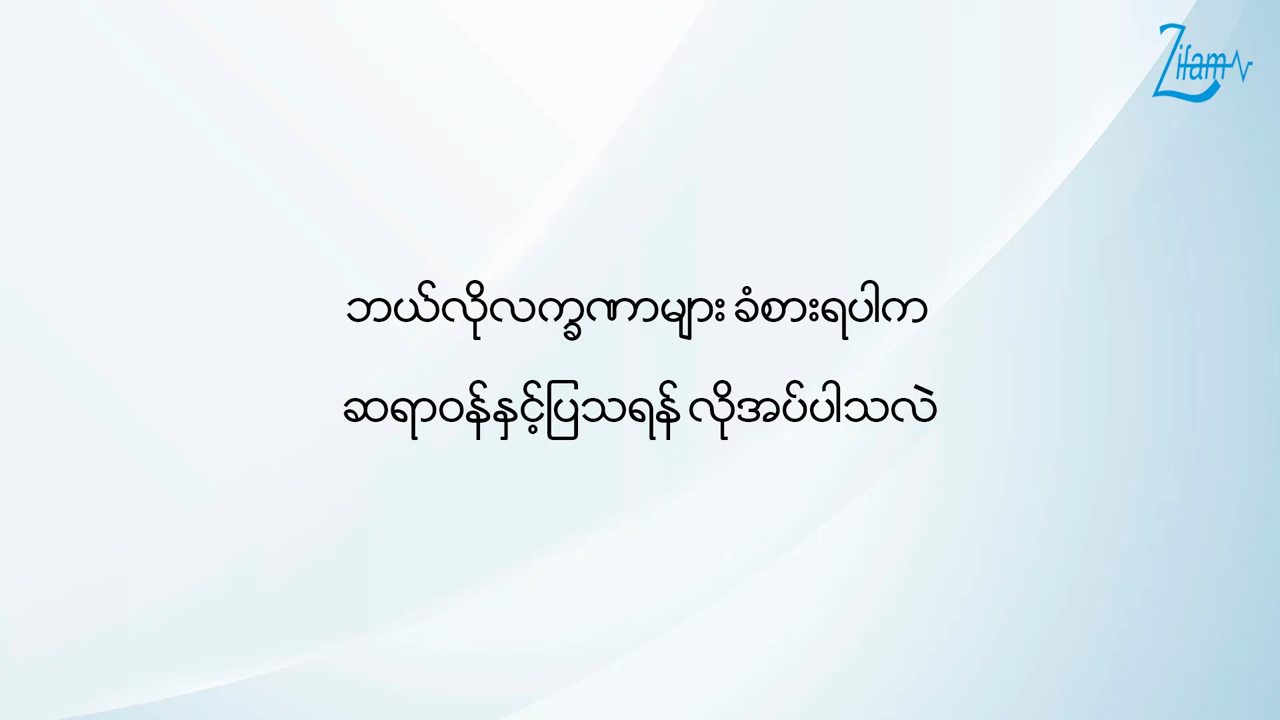 Zifam
ဘယ်လိုလက္ခဏာများ ခံစားရပါက
ဆရာဝန်နှင့်ပြသရန် လိုအပ်ပါသလဲ